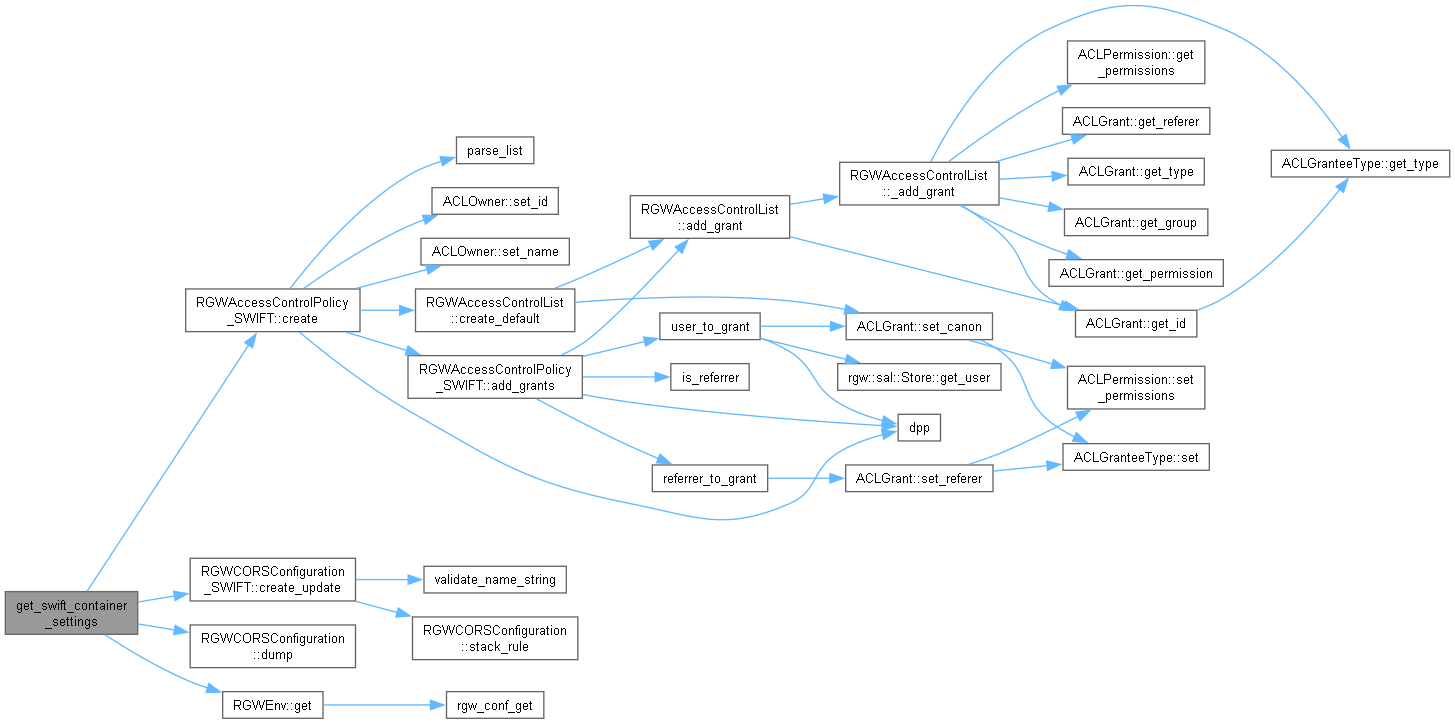 get_swift_container
_settings
RGWAccessControlPolicy
_SWIFT::create
parse_list
ACLOwner::set_id
ACLOwner::set_name
RGWAccessControlList
::create_default
RGWAccessControlPolicy
_SWIFT::add_grants
RGWAccessControlList
::add_grant
user_to_grant
is_referrer
referrer_to_grant
RGWAccessControlList
::_add_grant
ACLGrant::set_canon
rgw::sal::Store::get_user
dpp
ACLGrant::set_referer
ACLPermission::get
_permissions
ACLGrant::get_referer
ACLGrant::get_type
ACLGrant::get_group
ACLGrant::get_permission
ACLGrant::get_id
ACLPermission::set
_permissions
ACLGranteeType::set
ACLGranteeType::get_type
RGWCORSConfiguration
_SWIFT::create_update
validate_name_string
RGWCORSConfiguration
::stack_rule
RGWCORSConfiguration
::dump
RGWEnv::get
rgw_conf_get